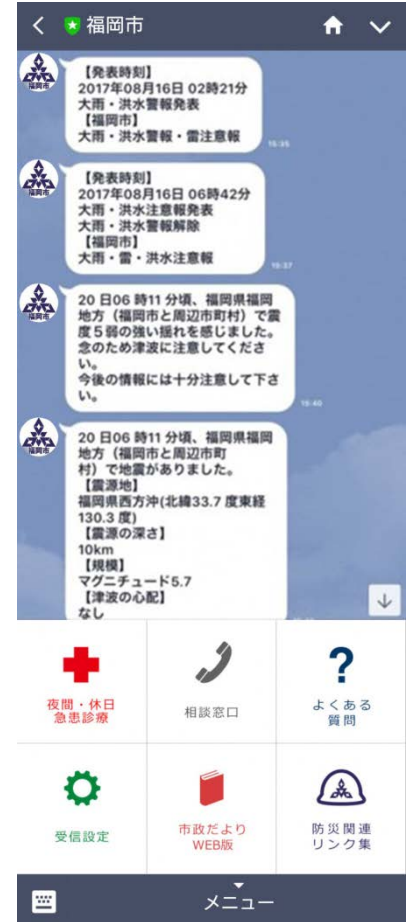 福岡市
【発表時刻】
2017年08月16日 02時21分
大雨・洪水警報発表
【福岡市】
大雨・洪水警報・雷注意報
15:35
福岡市
【発表時刻】
2017年08月16日 06時42分
大雨・洪水注意報発表
大雨・洪水警報解除
【福岡市】
大雨・雷・洪水注意報
15:37
福岡市
20 日06 時11 分頃、福岡県福岡
地方（福岡市と周辺市町村）で震
度５弱の強い揺れを感じました。
念のため津波に注意してくださ
い。
今後の情報には十分注意して下さ
い。
15:40
福岡市
20 日06 時11 分頃、福岡県福岡
地方（福岡市と周辺市町
村）で地震がありました。
【震源地】
福岡県西方沖(北緯33.7 度東経
130.3 度)
【震源の深さ】
10km
【規模】
マグニチュード5.7
【津波の心配】
なし
夜間・休日
急患診療
相談窓口
よくある
質問
受信設定
市政だより
WEB版
防災関連
リンク集
メニュー